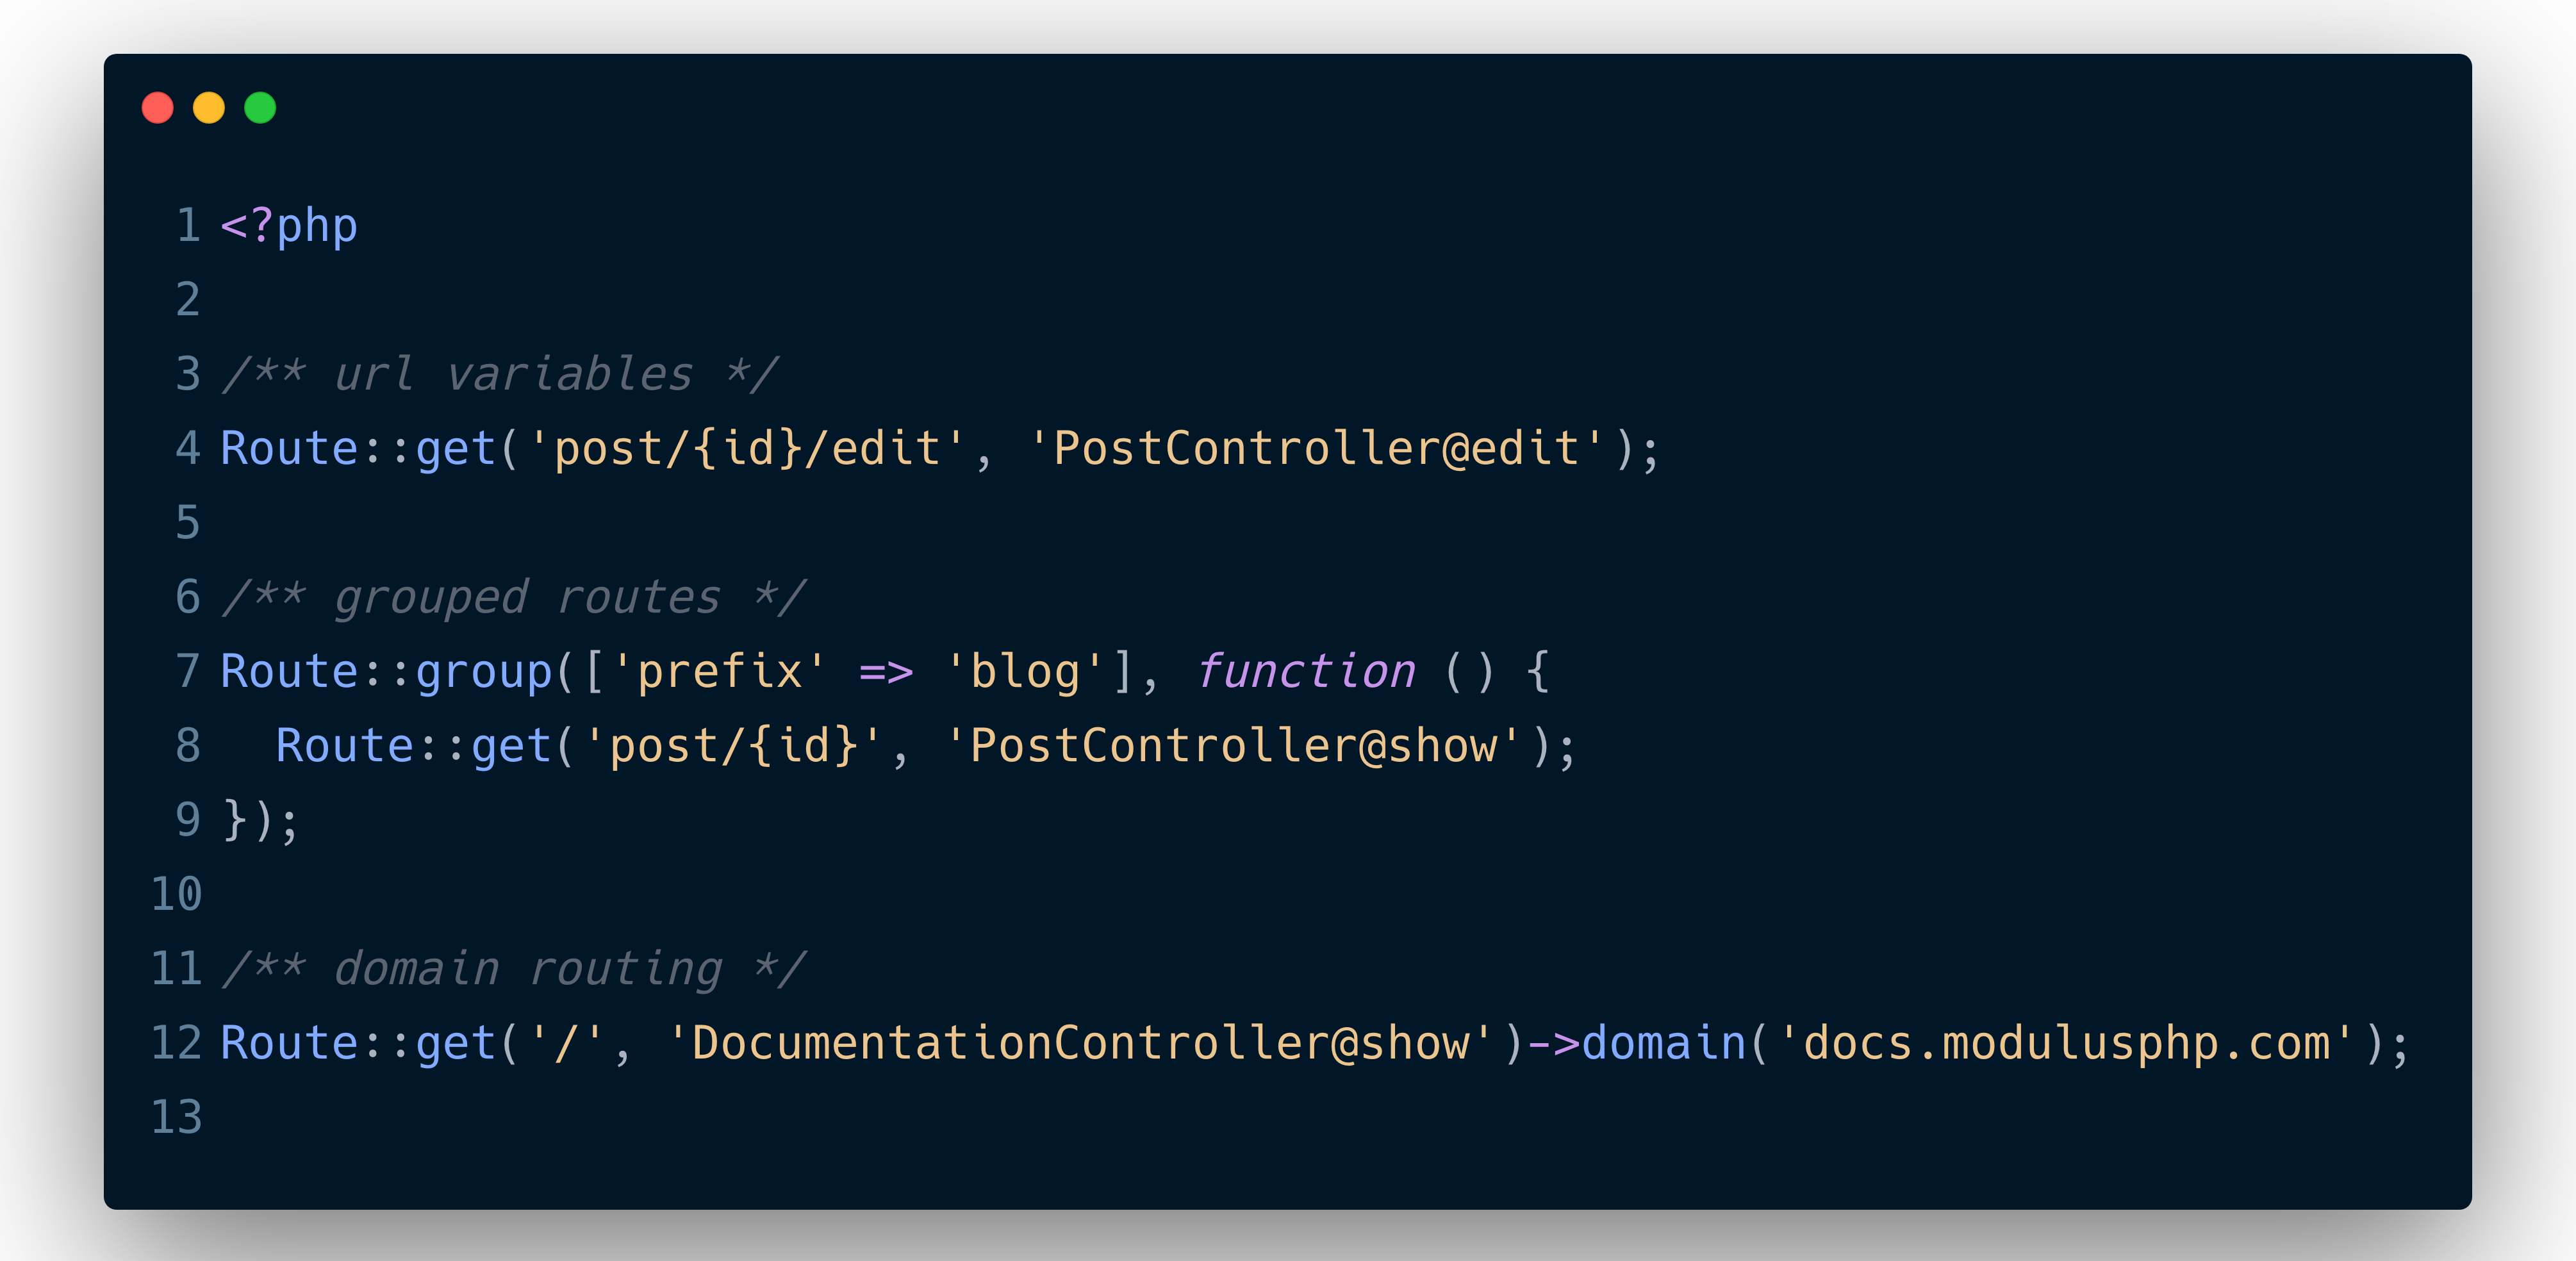 1 <?php
2
3 /** url variables */
4 Route::get('post/{id}/edit', 'PostController@edit');
5
6 /** grouped routes */
7 Route::group(['prefix' => 'blog'], function () {
8   Route::get('post/{id}', 'PostController@show');
9 });
10
11 /** domain routing */
12 Route::get('/', 'DocumentationController@show')->domain('docs.modulusphp.com');
13